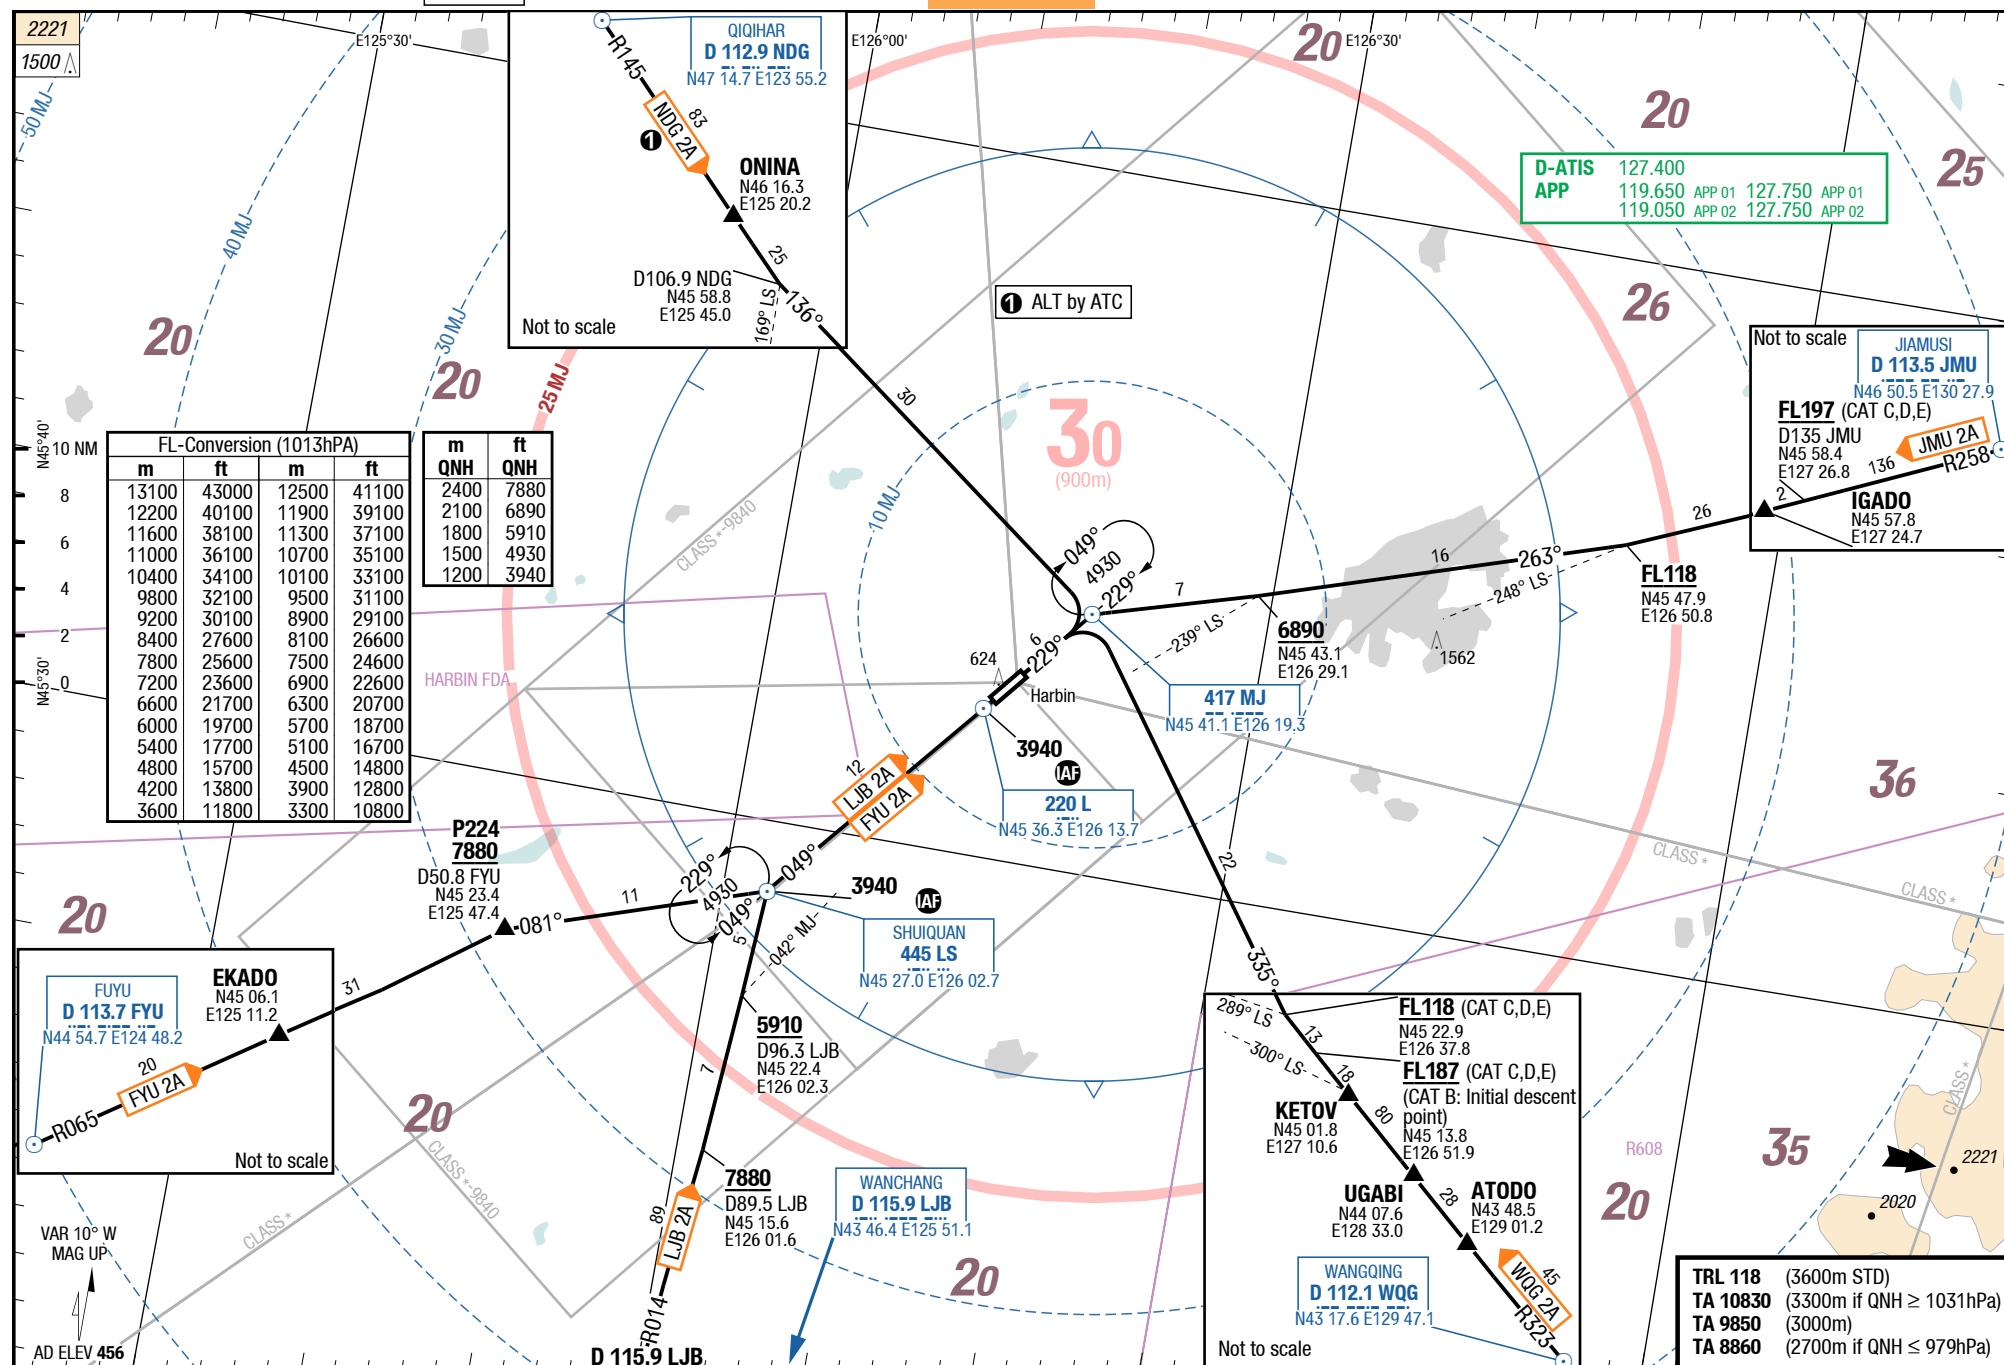 2221
1500
50 MJ
40 MJ
30 MJ
25 MJ
10 MJ
E125°30'
E126°00'
E126°30'
20
20
25
QIQIHAR
D 112.9 NDG
N47 14.7 E123 55.2
R145
83
NDG 2A
1
ONINA
N46 16.3
E125 20.2
25
D106.9 NDG
N45 58.8
E125 45.0
169° LS
136°
Not to scale
1 ALT by ATC
D-ATIS 127.400
APP 119.650 APP 01 127.750 APP 01
119.050 APP 02 127.750 APP 02
20
20
26
30
30
(900m)
Not to scale
JIAMUSI
D 113.5 JMU
N46 50.5 E130 27.9
FL197 (CAT C,D,E)
D135 JMU
N45 58.4
E127 26.8
136
JMU 2A
R258
2
IGADO
N45 57.8
E127 24.7
N45°40'
10 NM
8
6
4
2
0
N45°30'
FL-Conversion (1013hPA)
m ft m ft
13100 43000 12500 41100
12200 40100 11900 39100
11600 38100 11300 37100
11000 36100 10700 35100
10400 34100 10100 33100
9800 32100 9500 31100
9200 30100 8900 29100
8400 27600 8100 26600
7800 25600 7500 24600
7200 23600 6900 22600
6600 21700 6300 20700
6000 19700 5700 18700
5400 17700 5100 16700
4800 15700 4500 14800
4200 13800 3900 12800
3600 11800 3300 10800
m ft
QNH QNH
2400 7880
2100 6890
1800 5910
1500 4930
1200 3940
CLASS *-9840
049°
4930
229°
7
16
263°
26
248° LS
239° LS
FL118
N45 47.9
E126 50.8
6890
N45 43.1
E126 29.1
1562
6
229°
624
Harbin
HARBIN FDA
417 MJ
N45 41.1 E126 19.3
3940
IAF
220 L
N45 36.3 E126 13.7
12
LJB 2A
FYU 2A
36
CLASS *
CLASS *
22
P224
7880
D50.8 FYU
N45 23.4
E125 47.4
081°
11
229°
4930
049°
049°
3940
IAF
SHUIQUAN
445 LS
N45 27.0 E126 02.7
5
042° MJ
20
FUYU
D 113.7 FYU
N44 54.7 E124 48.2
EKADO
N45 06.1
E125 11.2
31
20
FYU 2A
R065
Not to scale
5910
D96.3 LJB
N45 22.4
E126 02.3
7
20
CLASS *-9840
CLASS *
7880
D89.5 LJB
N45 15.6
E126 01.6
89
LJB 2A
R014
D 115.9 LJB
WANCHANG
D 115.9 LJB
N43 46.4 E125 51.1
20
335°
289° LS
300° LS
FL118 (CAT C,D,E)
N45 22.9
E126 37.8
13
FL187 (CAT C,D,E)
(CAT B: Initial descent
point)
N45 13.8
E126 51.9
18
KETOV
N45 01.8
E127 10.6
80
UGABI
N44 07.6
E128 33.0
28
ATODO
N43 48.5
E129 01.2
45
WQG 2A
R323
WANGQING
D 112.1 WQG
N43 17.6 E129 47.1
Not to scale
R608
20
35
CLASS *
2221
2020
VAR 10° W
MAG UP
AD ELEV 456
TRL 118 (3600m STD)
TA 10830 (3300m if QNH ≥ 1031hPa)
TA 9850 (3000m)
TA 8860 (2700m if QNH ≤ 979hPa)